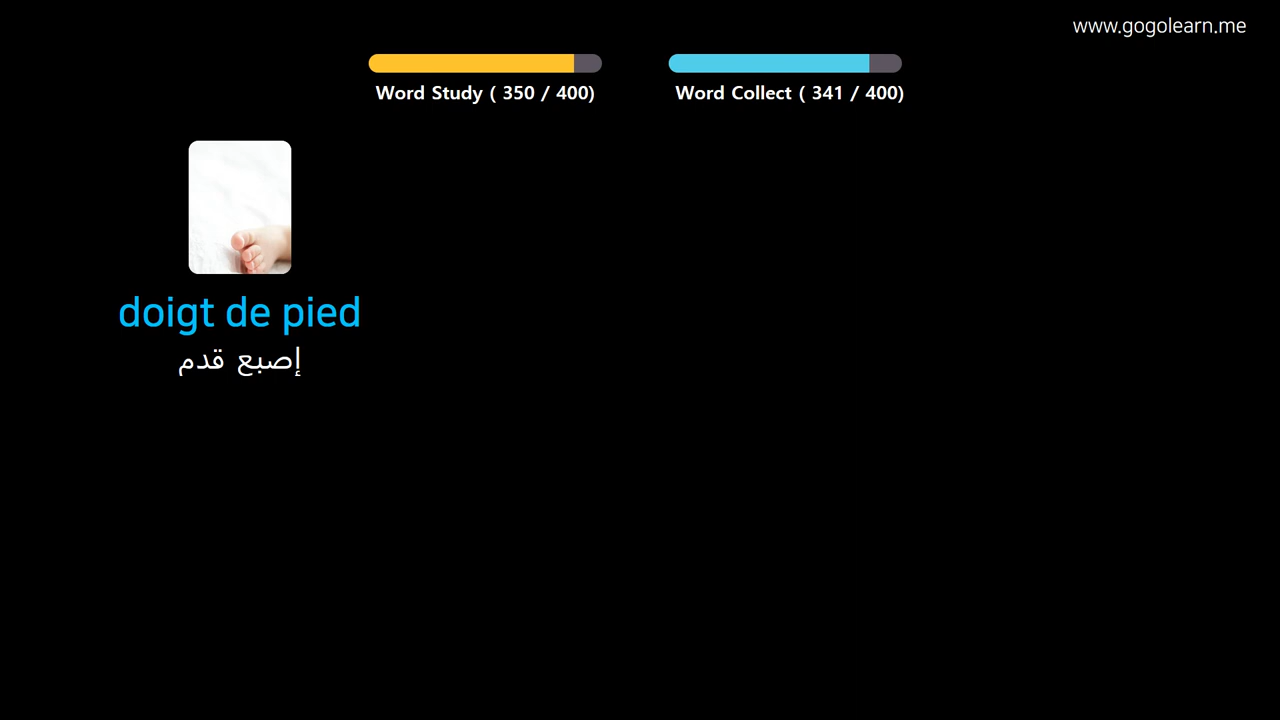 www.gogolearn.me
Word Study ( 350 / 400)
Word Collect ( 341 / 400)
doigt de pied
إصبع قدم